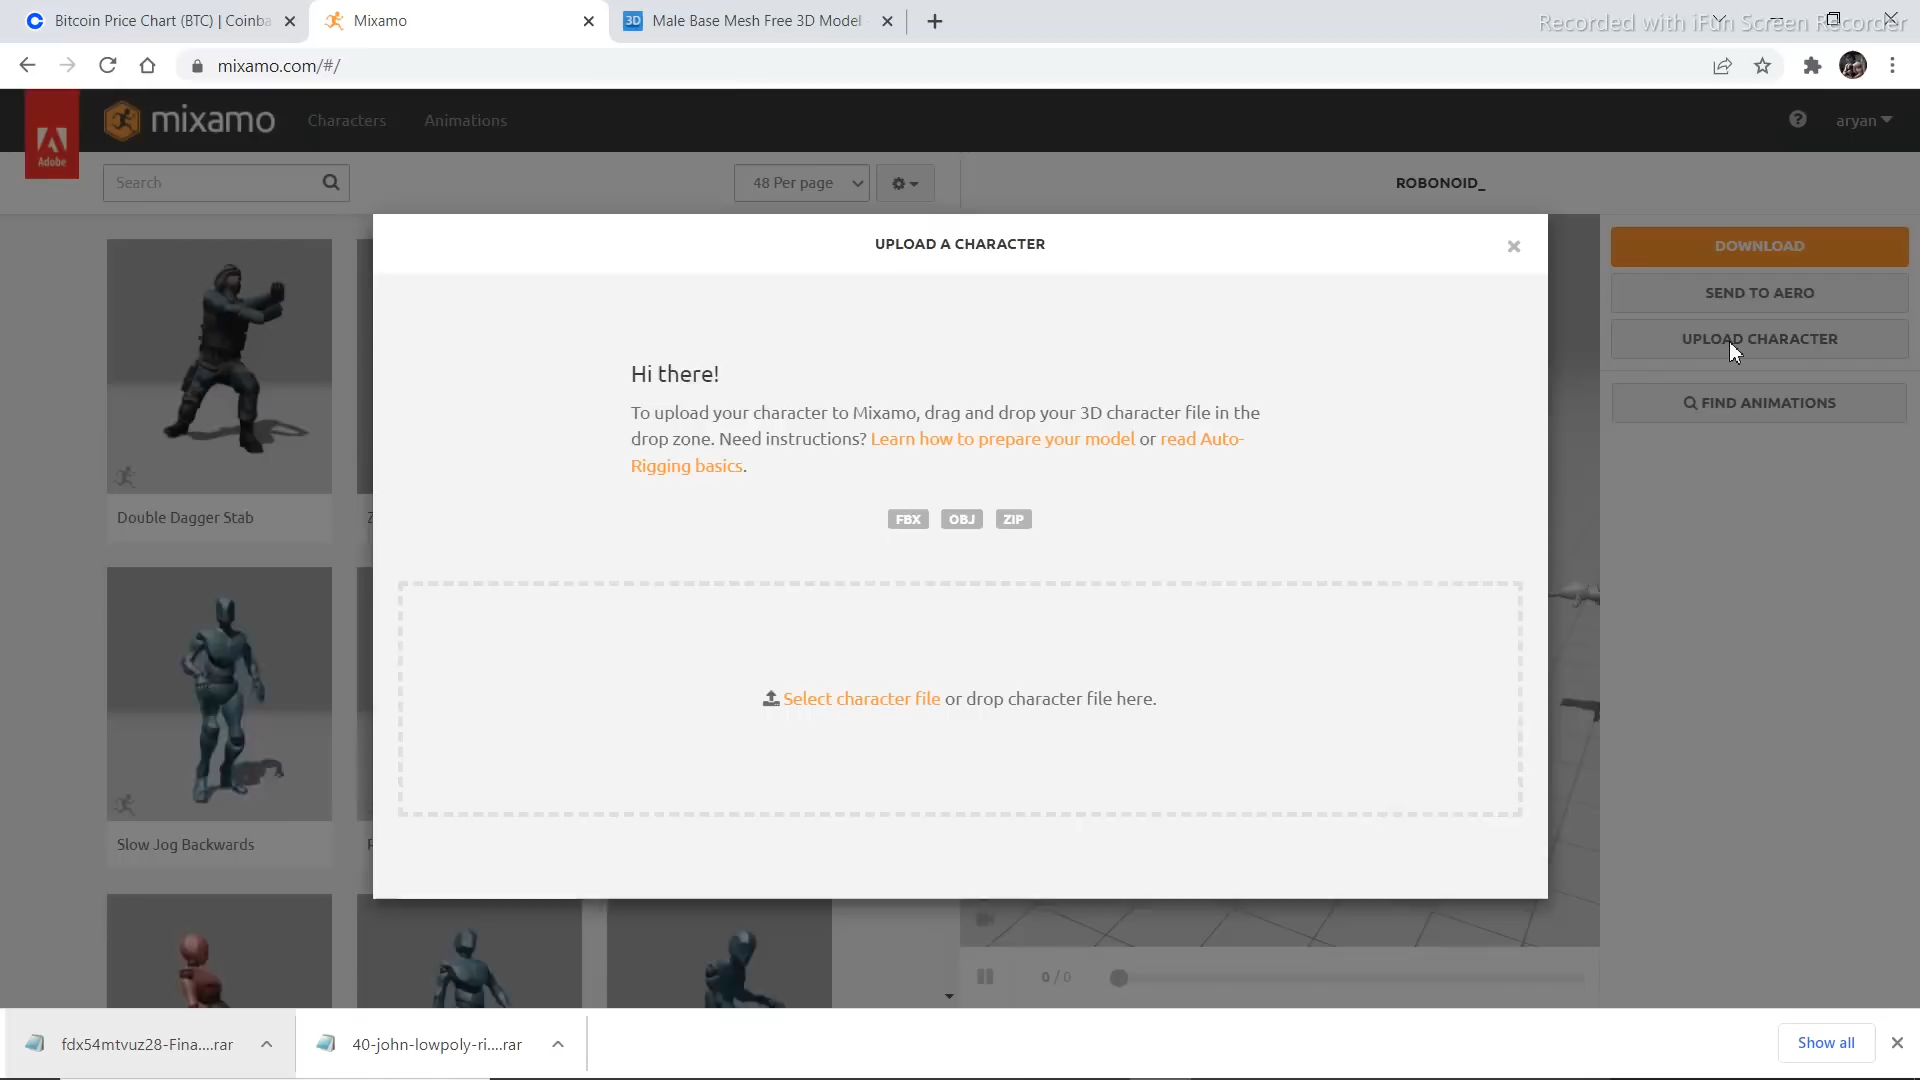 Bitcoin Price Chart (BTC) | Coinba
Mixamo
3D Male Base Mesh Free 3D Model
Recorded with iFun Screen Recorder
mixamo.com/#/
Adobe
mixamo
Characters
Animations
aryan
Search
48 Per page
ROBONOID_
UPLOAD A CHARACTER
DOWNLOAD
SEND TO AERO
UPLOAD CHARACTER
FIND ANIMATIONS
Hi there!
To upload your character to Mixamo, drag and drop your 3D character file in the
drop zone. Need instructions? Learn how to prepare your model or read Auto-
Rigging basics.
FBX OBJ ZIP
Double Dagger Stab
Select character file or drop character file here.
Slow Jog Backwards
0 / 0
fdx54mtvuz28-Fina....rar
40-john-lowpoly-ri....rar
Show all